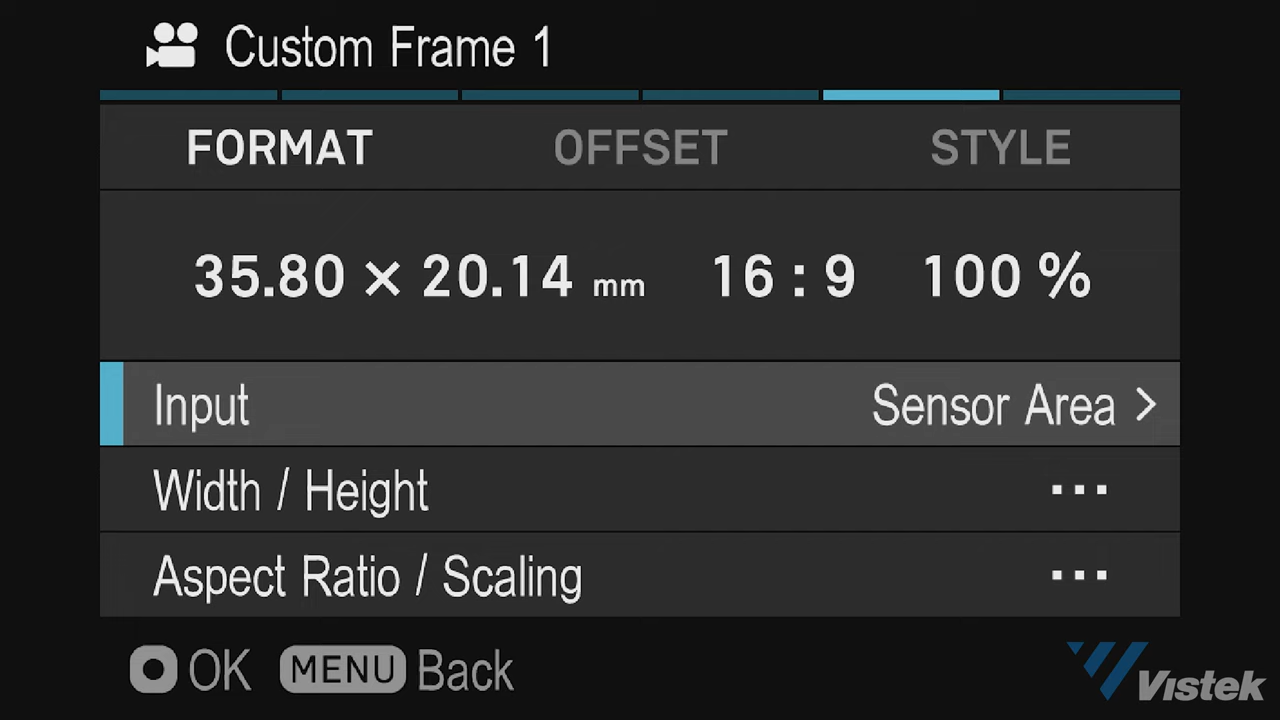 Custom Frame 1
FORMAT OFFSET STYLE
35.80 × 20.14 mm 16 : 9 100 %
Input Sensor Area >
Width / Height ...
Aspect Ratio / Scaling ...
OK MENU Back
Vistek